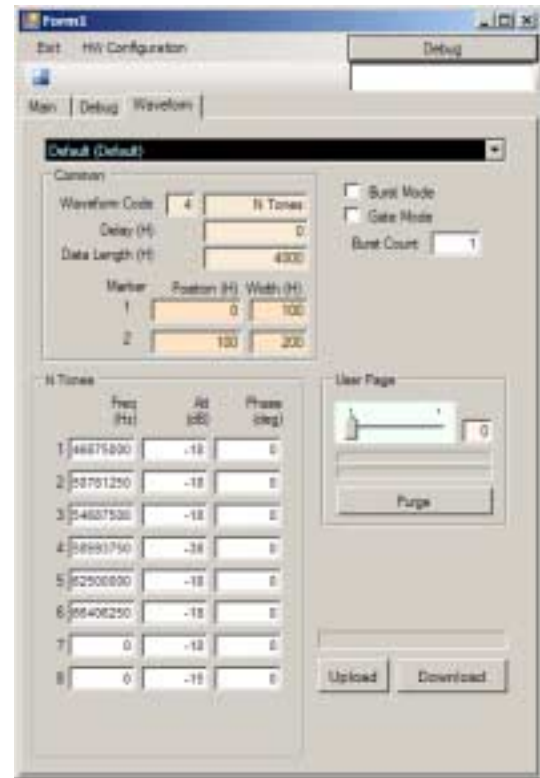 Form1
Exit HW Configuration Debug
Main Debug Waveform
Default (Default)
Common
Waveform Code 4 N Tones
Delay (H) 0
Data Length (H) 4000
Marker Position (H) Width (H)
1 0 100
2 100 200
Burst Mode
Gate Mode
Burst Count 1
N Tones
Freq (Hz) Att (dB) Phase (deg)
1 46875000 -18 0
2 50781250 -18 0
3 54687500 -18 0
4 58593750 -38 0
5 62500000 -18 0
6 66406250 -18 0
7 0 -18 0
8 0 0
User Page
0
Purge
Upload Download